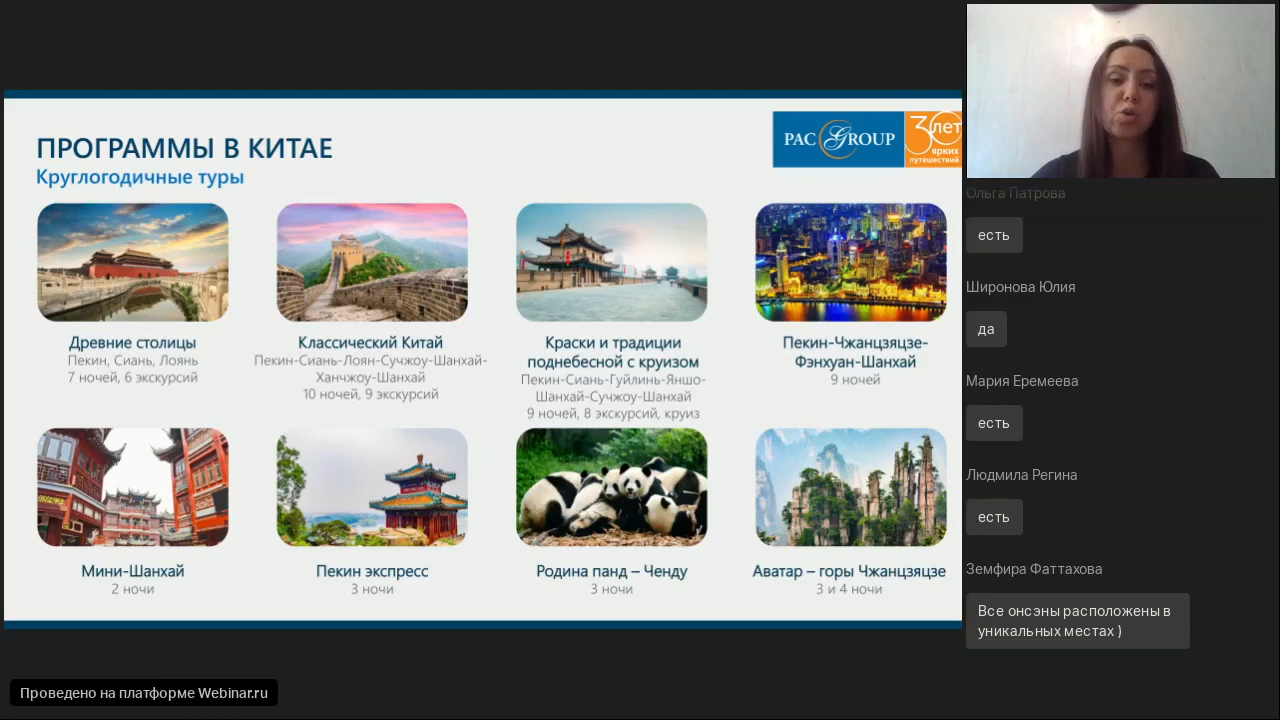 ПРОГРАММЫ В КИТАЕ
Круглогодичные туры
PAC GROUP
30 лет
ярких
путешествий
Древние столицы
Пекин, Сиань, Лоянь
7 ночей, 6 экскурсий
Классический Китай
Пекин-Сиань-Лоян-Сучжоу-Шанхай-
Ханчжоу-Шанхай
10 ночей, 9 экскурсий
Краски и традиции
поднебесной с круизом
Пекин-Сиань-Гуйлинь-Яншо-
Шанхай-Сучжоу-Шанхай
9 ночей, 8 экскурсий, круиз
Пекин-Чжанцзяцзе-
Фэнхуан-Шанхай
9 ночей
Мини-Шанхай
2 ночи
Пекин экспресс
3 ночи
Родина панд – Ченду
3 ночи
Аватар – горы Чжанцзяцзе
3 и 4 ночи
Ольга Патрова
есть
Широнова Юлия
да
Мария Еремеева
есть
Людмила Регина
есть
Земфира Фаттахова
Все онсэны расположены в
уникальных местах )
Проведено на платформе Webinar.ru